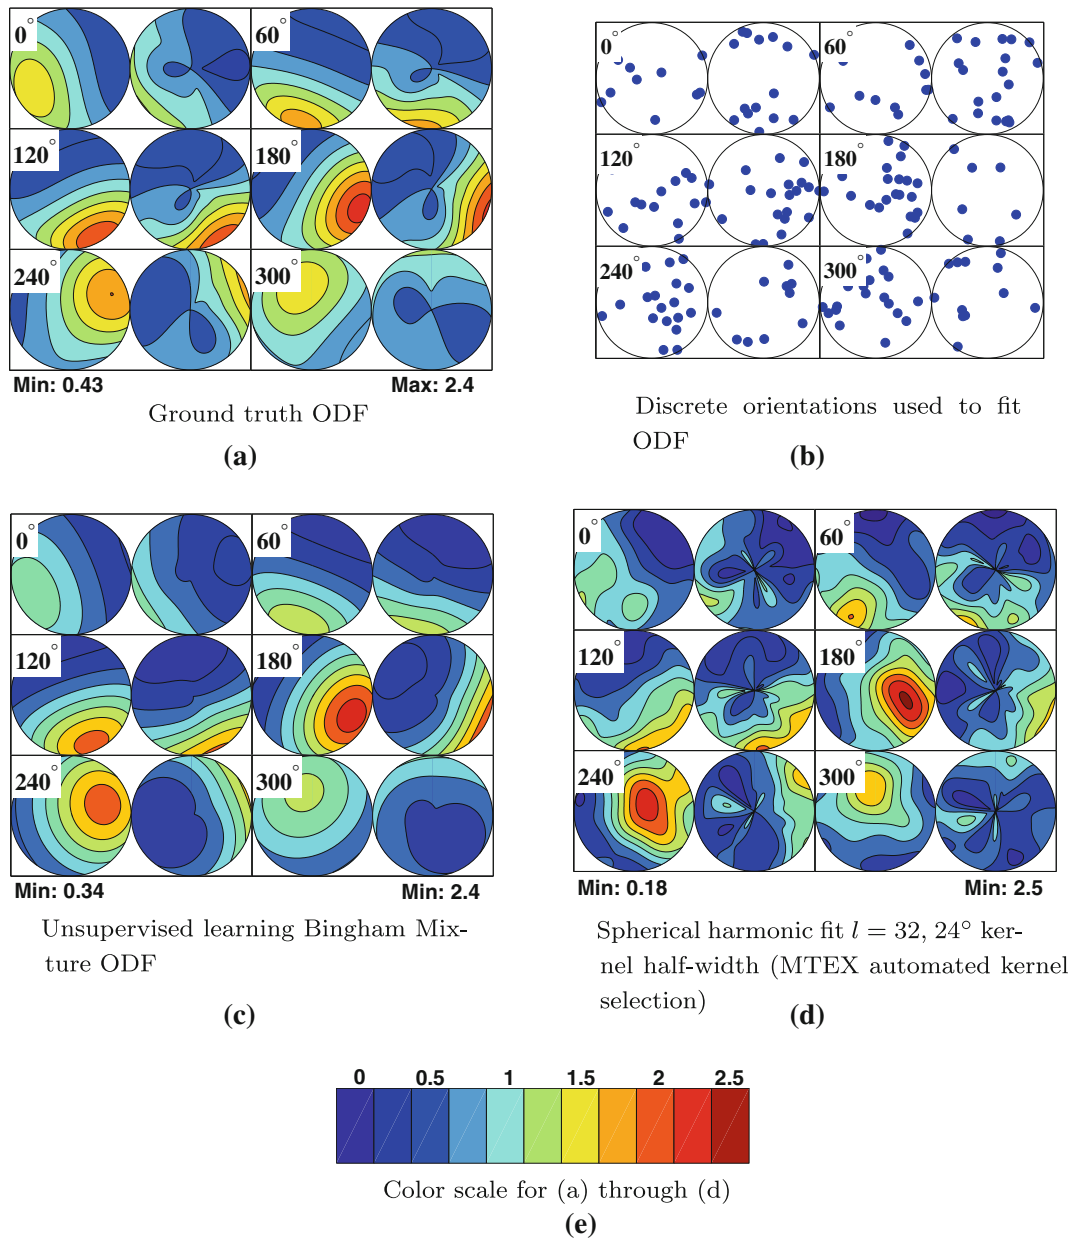 0° 60°
120° 180°
240° 300°
Min: 0.43 Max: 2.4
Ground truth ODF
(a)
0° 60°
120° 180°
240° 300°
Discrete orientations used to fit
ODF
(b)
0° 60°
120° 180°
240° 300°
Min: 0.34 Min: 2.4
Unsupervised learning Bingham Mix-
ture ODF
(c)
0° 60°
120° 180°
240° 300°
Min: 0.18 Min: 2.5
Spherical harmonic fit l = 32, 24° ker-
nel half-width (MTEX automated kernel
selection)
(d)
0 0.5 1 1.5 2 2.5
Color scale for (a) through (d)
(e)